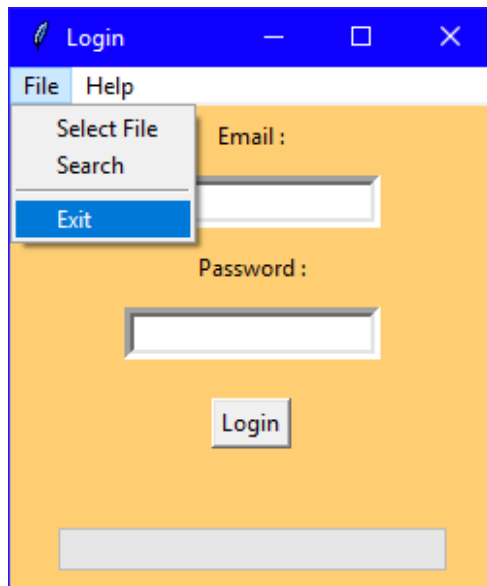 Login
File Help
Select File
Search
Exit
Email :
Password :
Login